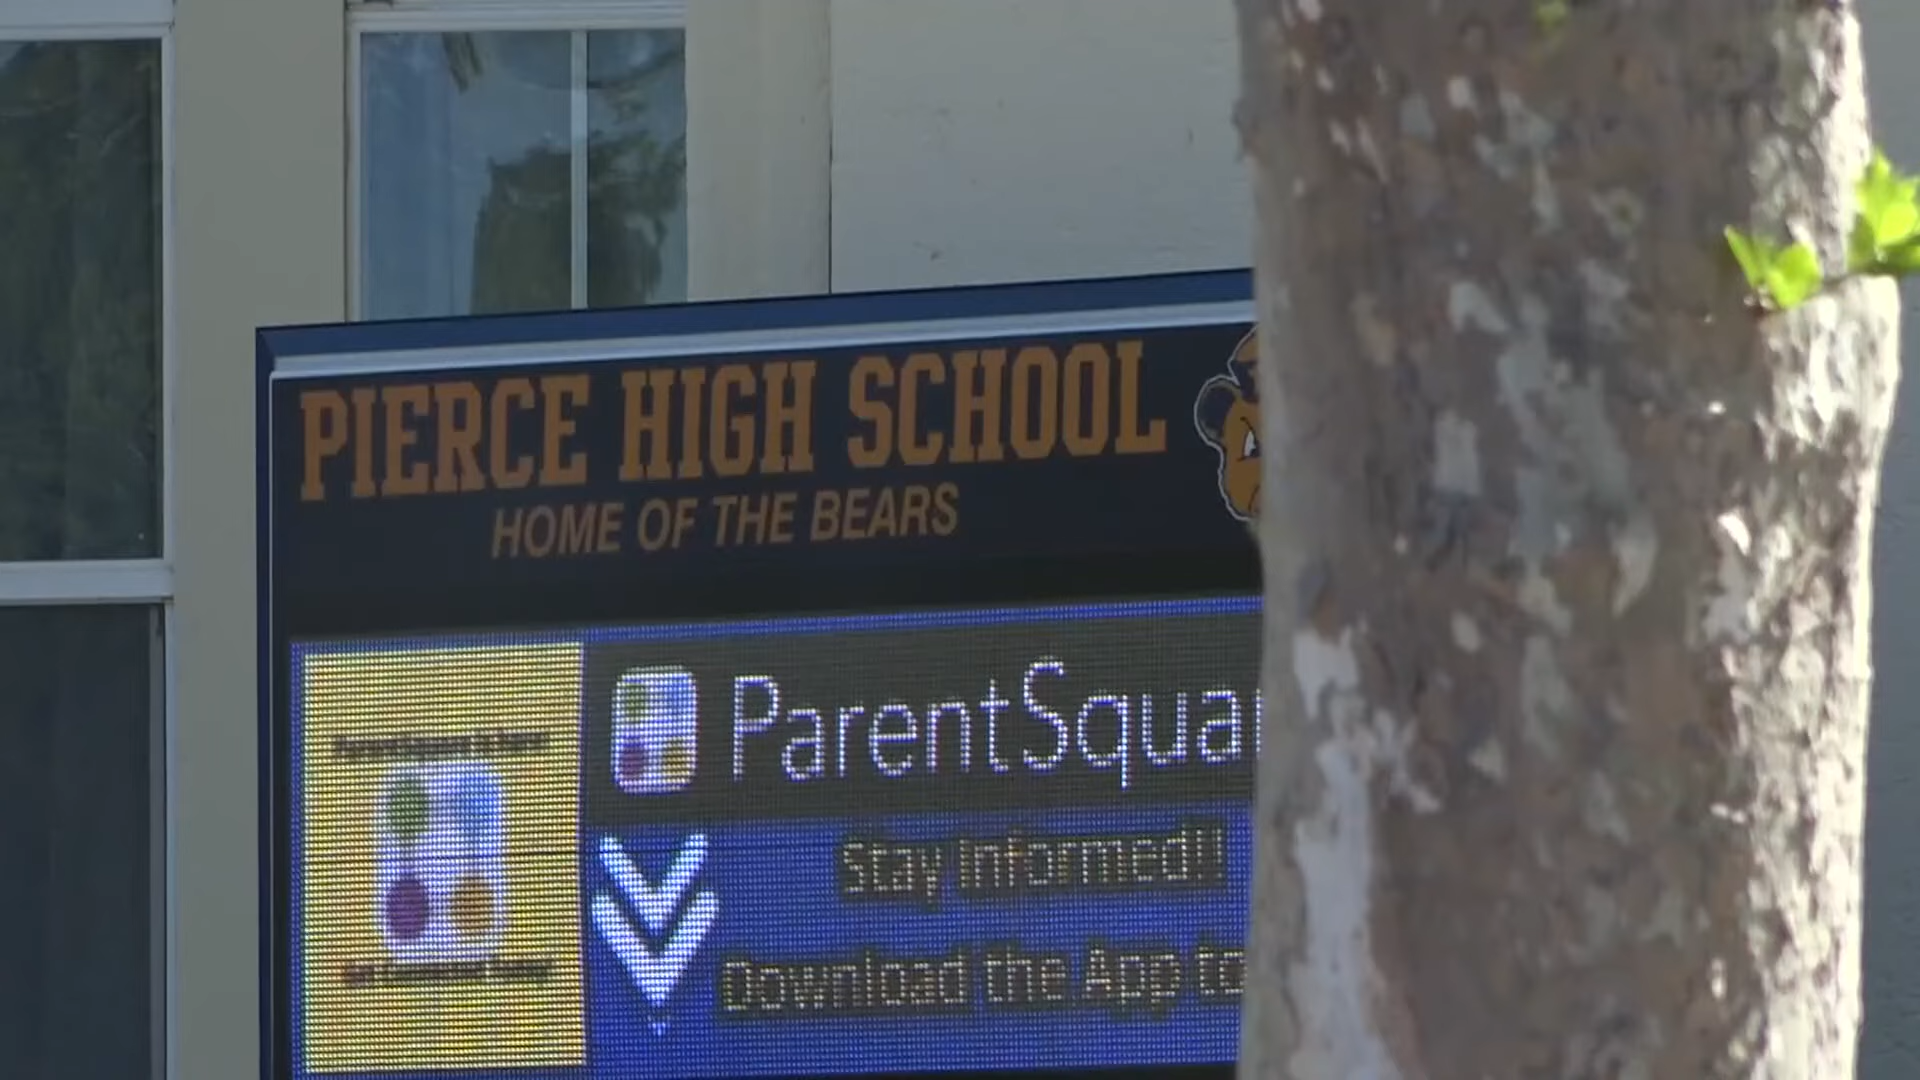 PIERCE HIGH SCHOOL
HOME OF THE BEARS
ParentSquar
Stay Informed!!
Download the App to